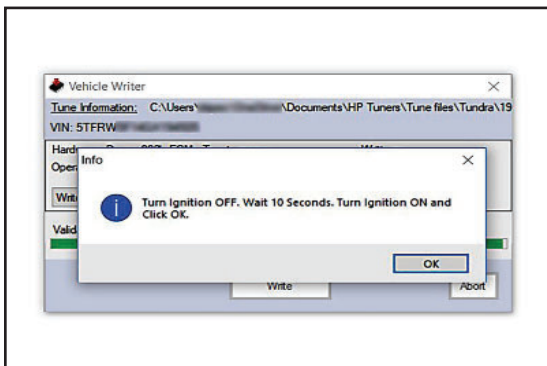 Vehicle Writer
Tune Information: C:\Users\ \Documents\HP Tuners\Tune files\Tundra\19
VIN: 5TFRW
Info
Turn Ignition OFF. Wait 10 Seconds. Turn Ignition ON and
Click OK.
OK
Write
Abort